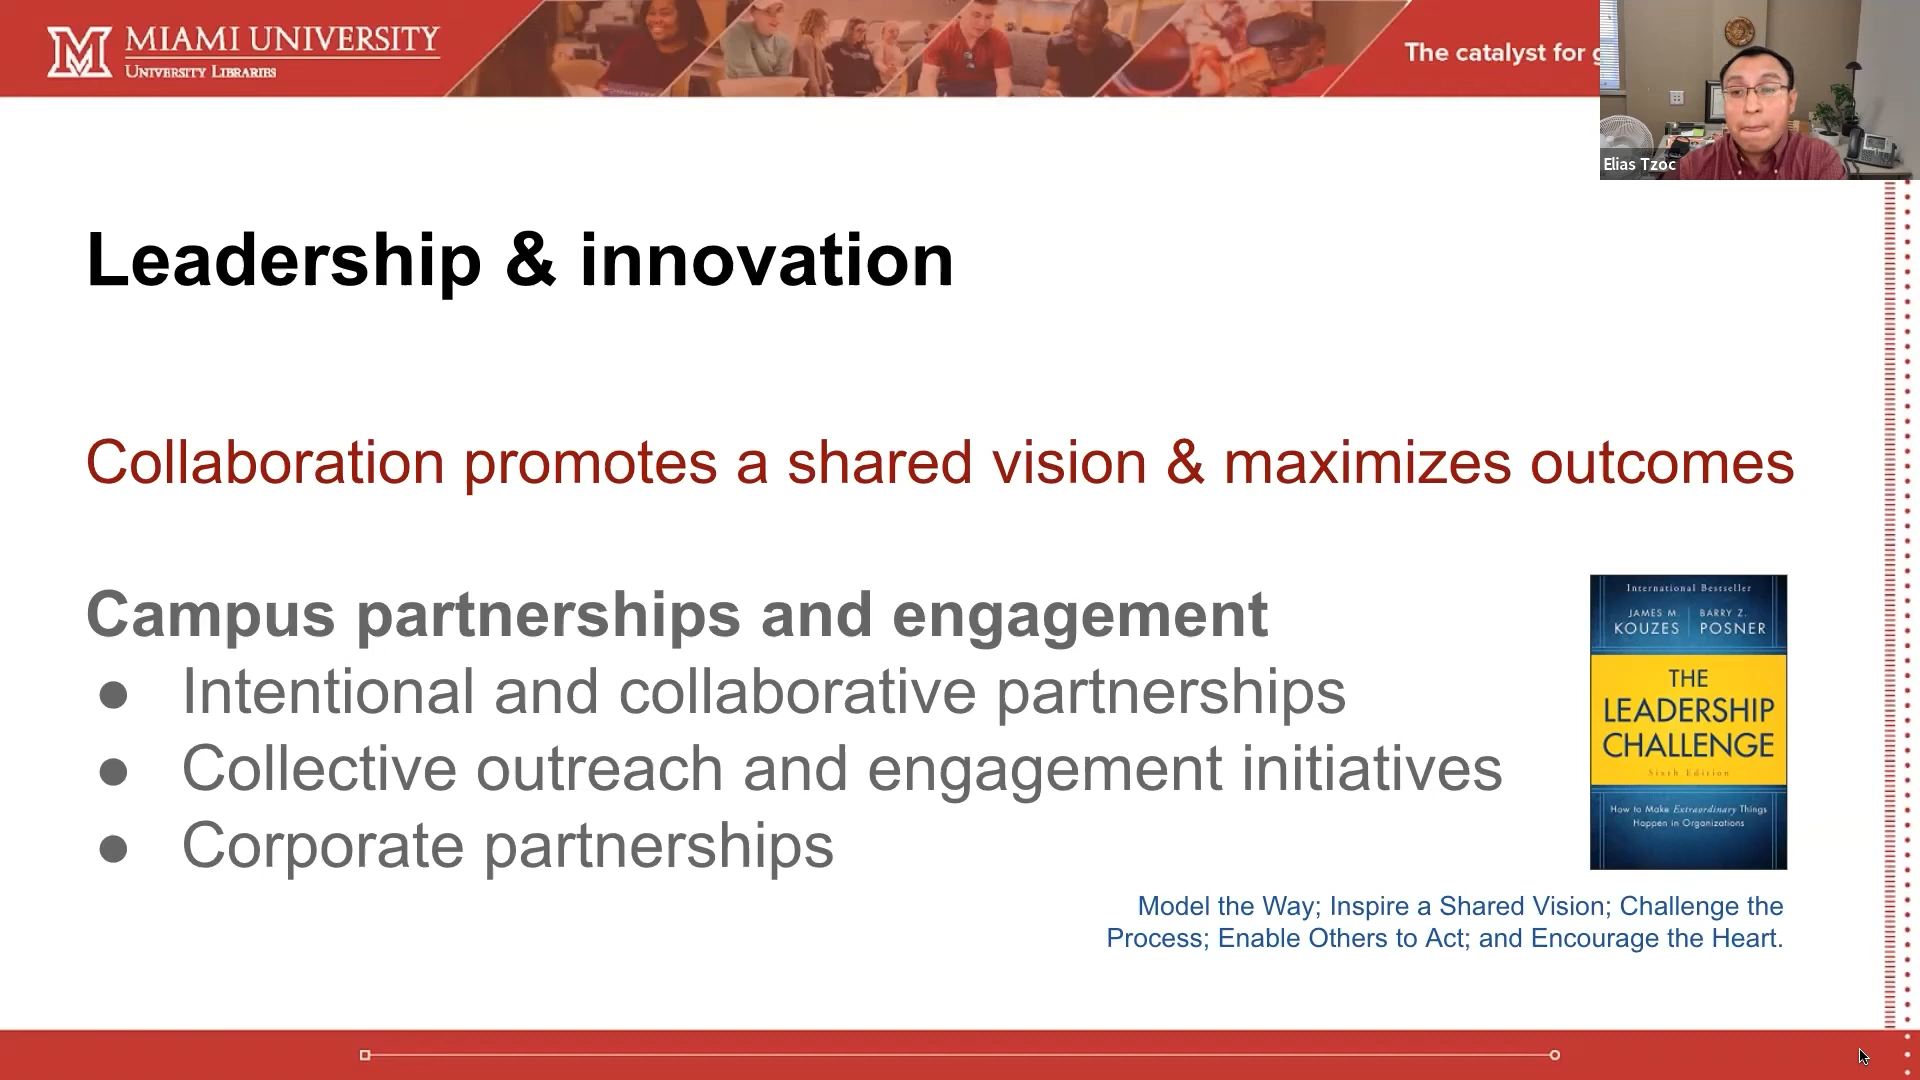 MIAMI UNIVERSITY
UNIVERSITY LIBRARIES
The catalyst for
Elias Tzoc
Leadership & innovation
Collaboration promotes a shared vision & maximizes outcomes
Campus partnerships and engagement
● Intentional and collaborative partnerships
● Collective outreach and engagement initiatives
● Corporate partnerships
International Bestseller
JAMES M. KOUZES | BARRY Z. POSNER
THE
LEADERSHIP
CHALLENGE
Sixth Edition
How to Make Extraordinary Things
Happen in Organizations
Model the Way; Inspire a Shared Vision; Challenge the
Process; Enable Others to Act; and Encourage the Heart.